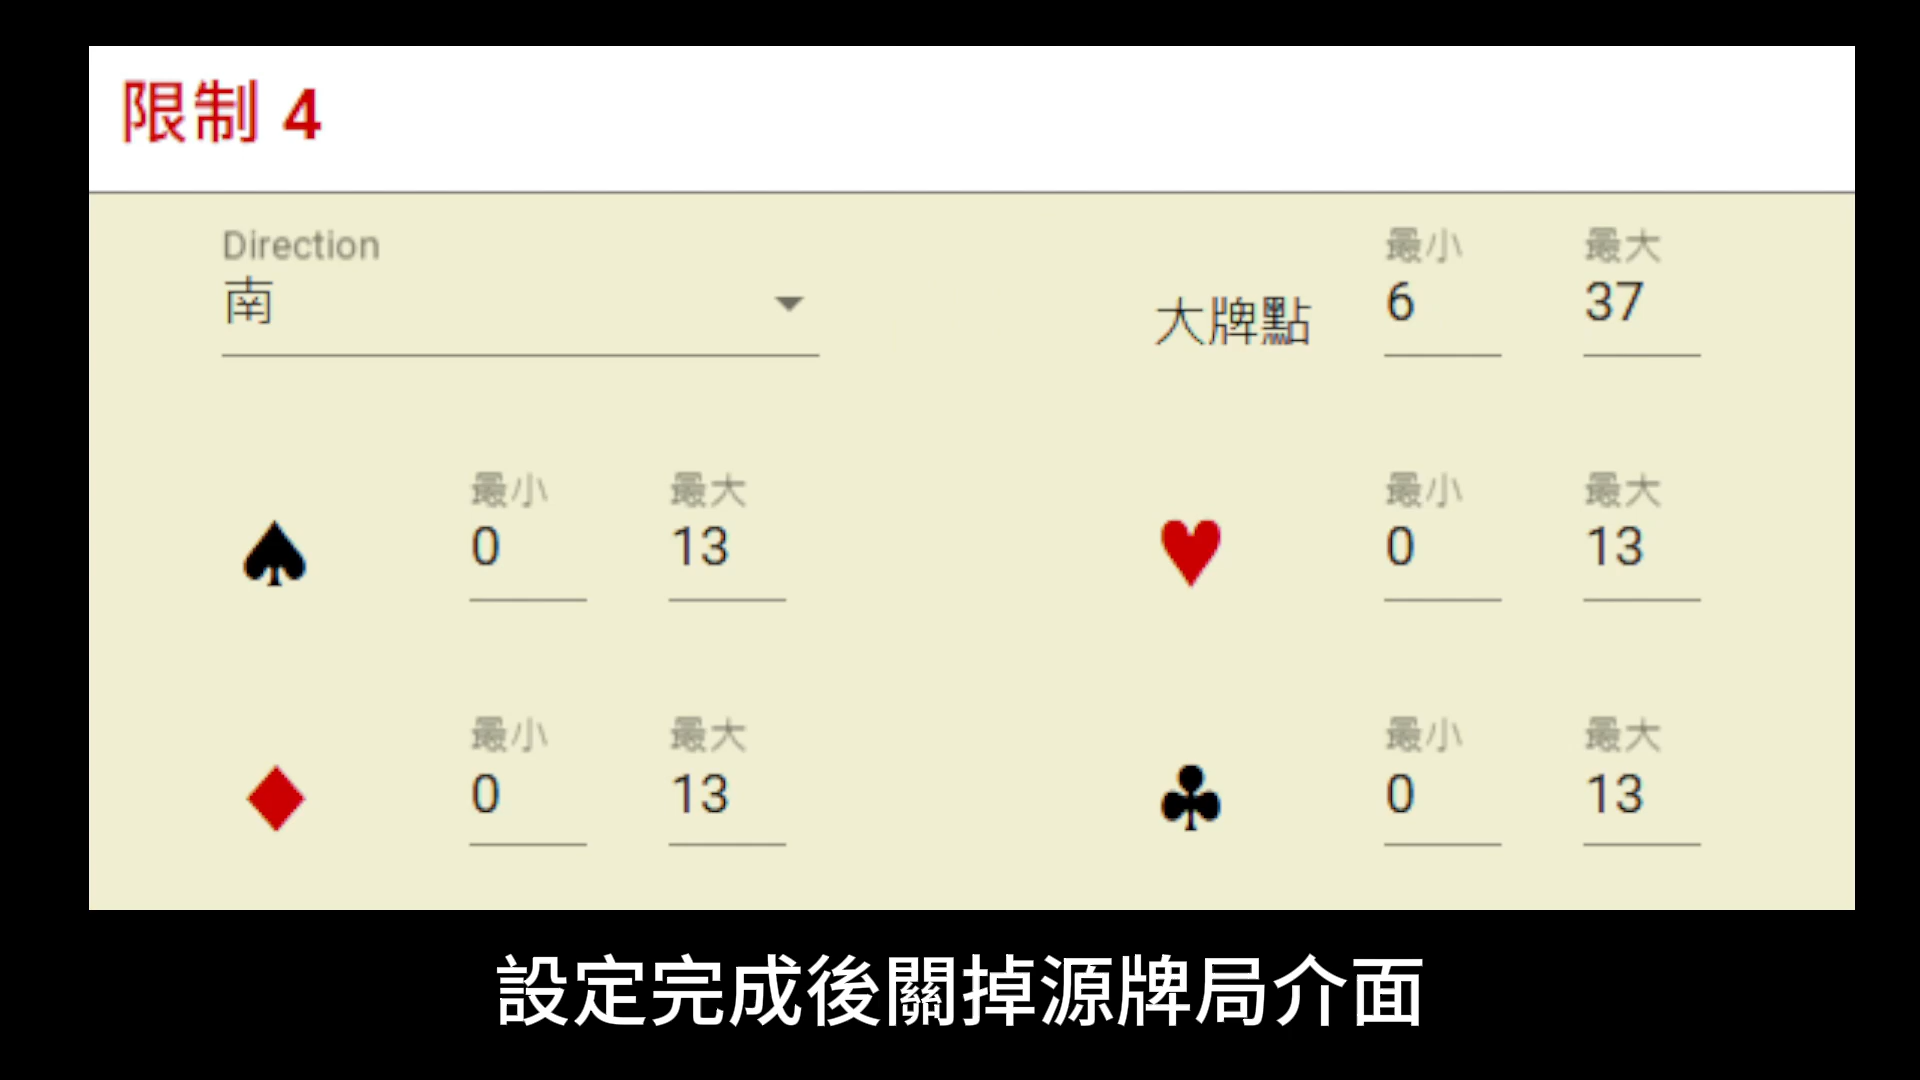 限制 4
Direction
南
大牌點
最小
6
最大
37
♠
最小
0
最大
13
♥
最小
0
最大
13
♦
最小
0
最大
13
♣
最小
0
最大
13
設定完成後關掉源牌局介面